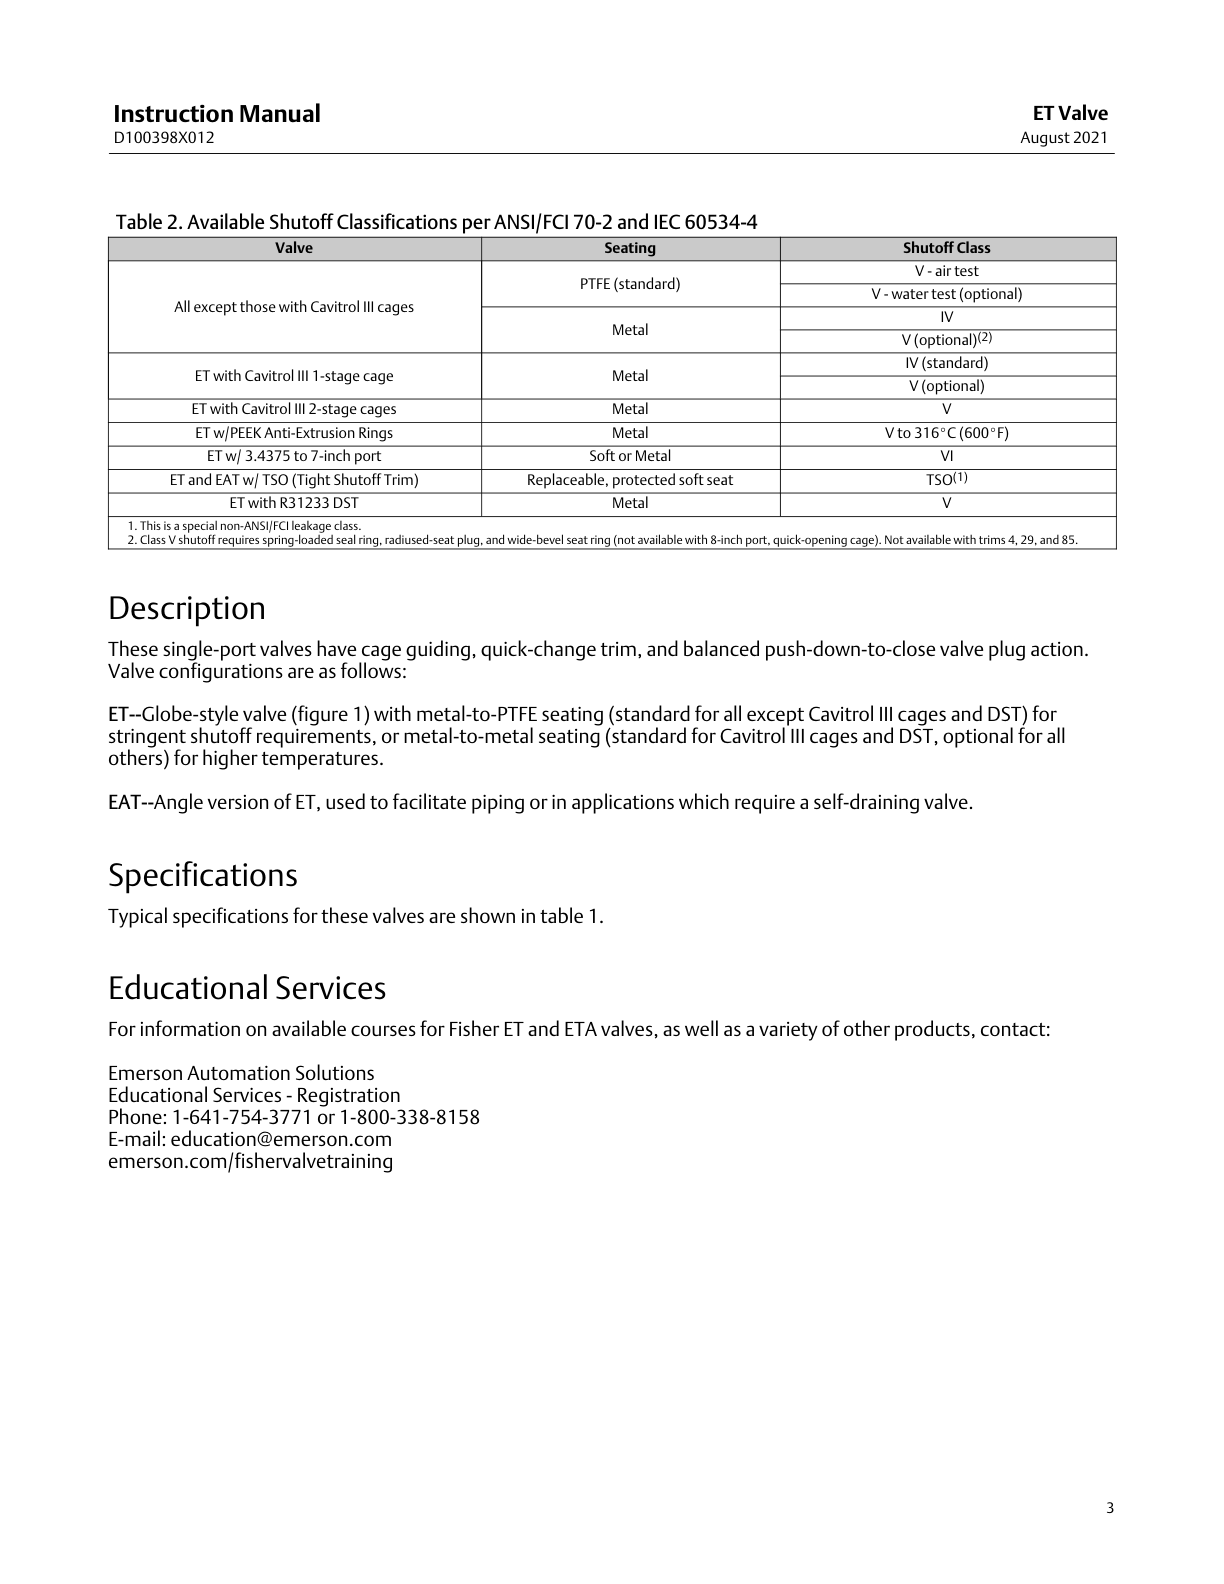 Instruction Manual
D100398X012
ET Valve
August 2021
Table 2. Available Shutoff Classifications per ANSI/FCI 70-2 and IEC 60534-4
Valve Seating Shutoff Class
All except those with Cavitrol III cages PTFE (standard) V - air test
V - water test (optional)
Metal IV
V (optional)(2)
ET with Cavitrol III 1-stage cage Metal IV (standard)
V (optional)
ET with Cavitrol III 2-stage cages Metal V
ET w/PEEK Anti-Extrusion Rings Metal V to 316°C (600°F)
ET w/ 3.4375 to 7-inch port Soft or Metal VI
ET and EAT w/ TSO (Tight Shutoff Trim) Replaceable, protected soft seat TSO(1)
ET with R31233 DST Metal V
1. This is a special non-ANSI/FCI leakage class.
2. Class V shutoff requires spring-loaded seal ring, radiused-seat plug, and wide-bevel seat ring (not available with 8-inch port, quick-opening cage). Not available with trims 4, 29, and 85.
Description
These single-port valves have cage guiding, quick-change trim, and balanced push-down-to-close valve plug action.
Valve configurations are as follows:
ET--Globe-style valve (figure 1) with metal-to-PTFE seating (standard for all except Cavitrol III cages and DST) for
stringent shutoff requirements, or metal-to-metal seating (standard for Cavitrol III cages and DST, optional for all
others) for higher temperatures.
EAT--Angle version of ET, used to facilitate piping or in applications which require a self-draining valve.
Specifications
Typical specifications for these valves are shown in table 1.
Educational Services
For information on available courses for Fisher ET and ETA valves, as well as a variety of other products, contact:
Emerson Automation Solutions
Educational Services - Registration
Phone: 1-641-754-3771 or 1-800-338-8158
E-mail: education@emerson.com
emerson.com/fishervalvetraining
3